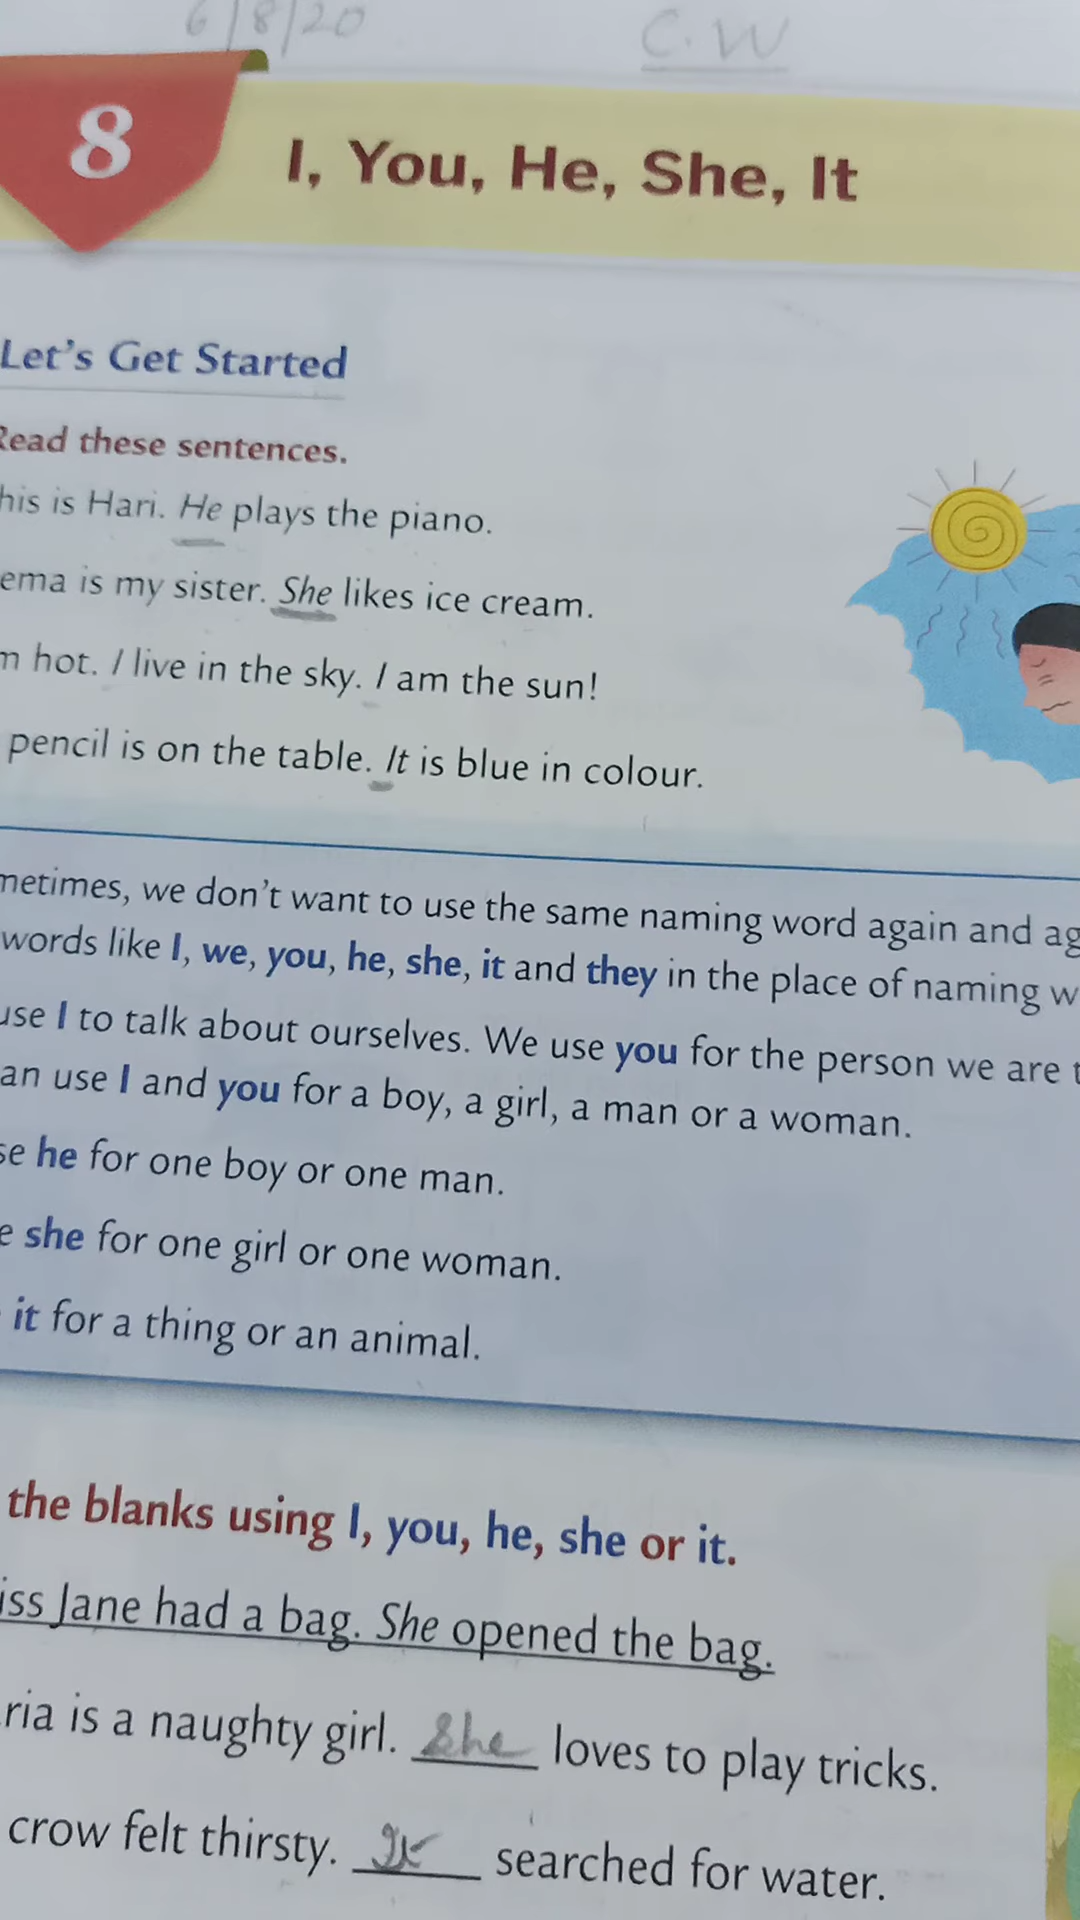 6/8/20
C.W
8
I, You, He, She, It
Let's Get Started
Read these sentences.
his is Hari. He plays the piano.
ema is my sister. She likes ice cream.
m hot. I live in the sky. I am the sun!
pencil is on the table. It is blue in colour.
metimes, we don't want to use the same naming word again and ag
words like I, we, you, he, she, it and they in the place of naming w
use I to talk about ourselves. We use you for the person we are t
an use I and you for a boy, a girl, a man or a woman.
se he for one boy or one man.
e she for one girl or one woman.
it for a thing or an animal.
the blanks using I, you, he, she or it.
iss Jane had a bag. She opened the bag.
ria is a naughty girl. She loves to play tricks.
crow felt thirsty. It searched for water.